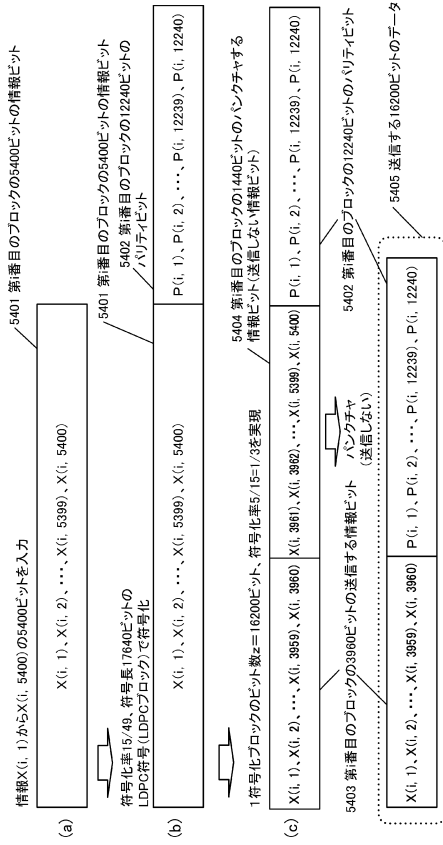 情報X(i, 1)からX(i, 5400)の5400ビットを入力
5401 第i番目のブロックの5400ビットの情報ビット
(a)
X(i, 1)、X(i, 2)、・・・、X(i, 5399)、X(i, 5400)
符号化率15/49、符号長17640ビットの
LDPC符号(LDPCブロック)で符号化
5401 第i番目のブロックの5400ビットの情報ビット
5402 第i番目のブロックの12240ビットの
パリティビット
(b)
X(i, 1)、X(i, 2)、・・・、X(i, 5399)、X(i, 5400)
P(i, 1)、P(i, 2)、・・・、P(i, 12239)、P(i, 12240)
1符号化ブロックのビット数z=16200ビット、符号化率5/15=1/3を実現
5404 第i番目のブロックの1440ビットのパンクチャする
情報ビット(送信しない情報ビット)
(c)
X(i, 1)、X(i, 2)、・・・、X(i, 3959)、X(i, 3960)
X(i, 3961)、X(i, 3962)、・・・、X(i, 5399)、X(i, 5400)
P(i, 1)、P(i, 2)、・・・、P(i, 12239)、P(i, 12240)
5403 第i番目のブロックの3960ビットの送信する情報ビット
パンクチャ
(送信しない)
5402 第i番目のブロックの12240ビットのパリティビット
X(i, 1)、X(i, 2)、・・・、X(i, 3959)、X(i, 3960)
P(i, 1)、P(i, 2)、・・・、P(i, 12239)、P(i, 12240)
5405 送信する16200ビットのデータ